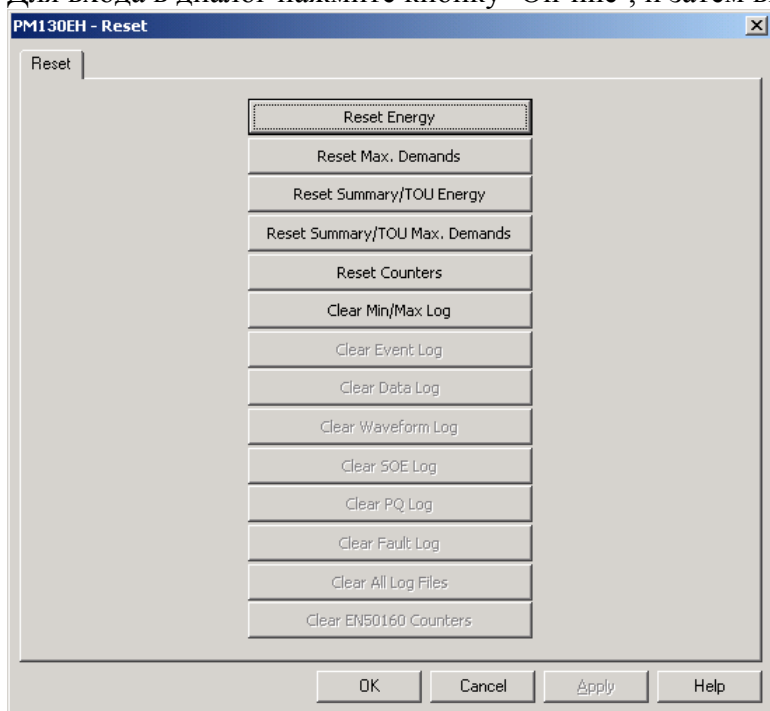 PM130EH - Reset
Reset
Reset Energy
Reset Max. Demands
Reset Summary/TOU Energy
Reset Summary/TOU Max. Demands
Reset Counters
Clear Min/Max Log
Clear Event Log
Clear Data Log
Clear Waveform Log
Clear SOE Log
Clear PQ Log
Clear Fault Log
Clear All Log Files
Clear EN50160 Counters
OK Cancel Apply Help